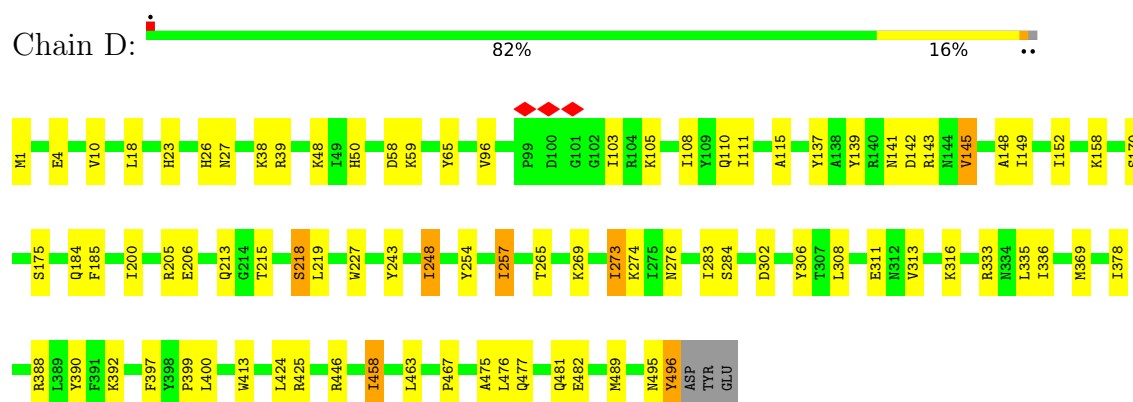 Chain D:
82% 16%
M1 E4 V10 L18 H23 H26 N27 K38 R39 K48 I49 H50 D58 K59 Y65 V96 P99 D100 G101 G102 I103 R104 K105 I108 Y109 Q110 I111 A115 Y137 A138 Y139 R140 N141 D142 R143 N144 V145 A148 I149 I152 K158
S175 Q184 F185 I200 R205 E206 Q213 G214 T215 S218 L219 W227 Y243 I248 Y254 I257 T265 K269 I273 K274 I275 N276 I283 S284 D302 Y306 T307 L308 E311 N312 V313 K316 R333 N334 L335 I336 M369 I378
R388 L389 Y390 F391 K392 F397 Y398 P399 L400 W413 L424 R425 R446 I458 L463 P467 A475 L476 Q477 Q481 E482 M489 N495 Y496 ASP TYR GLU